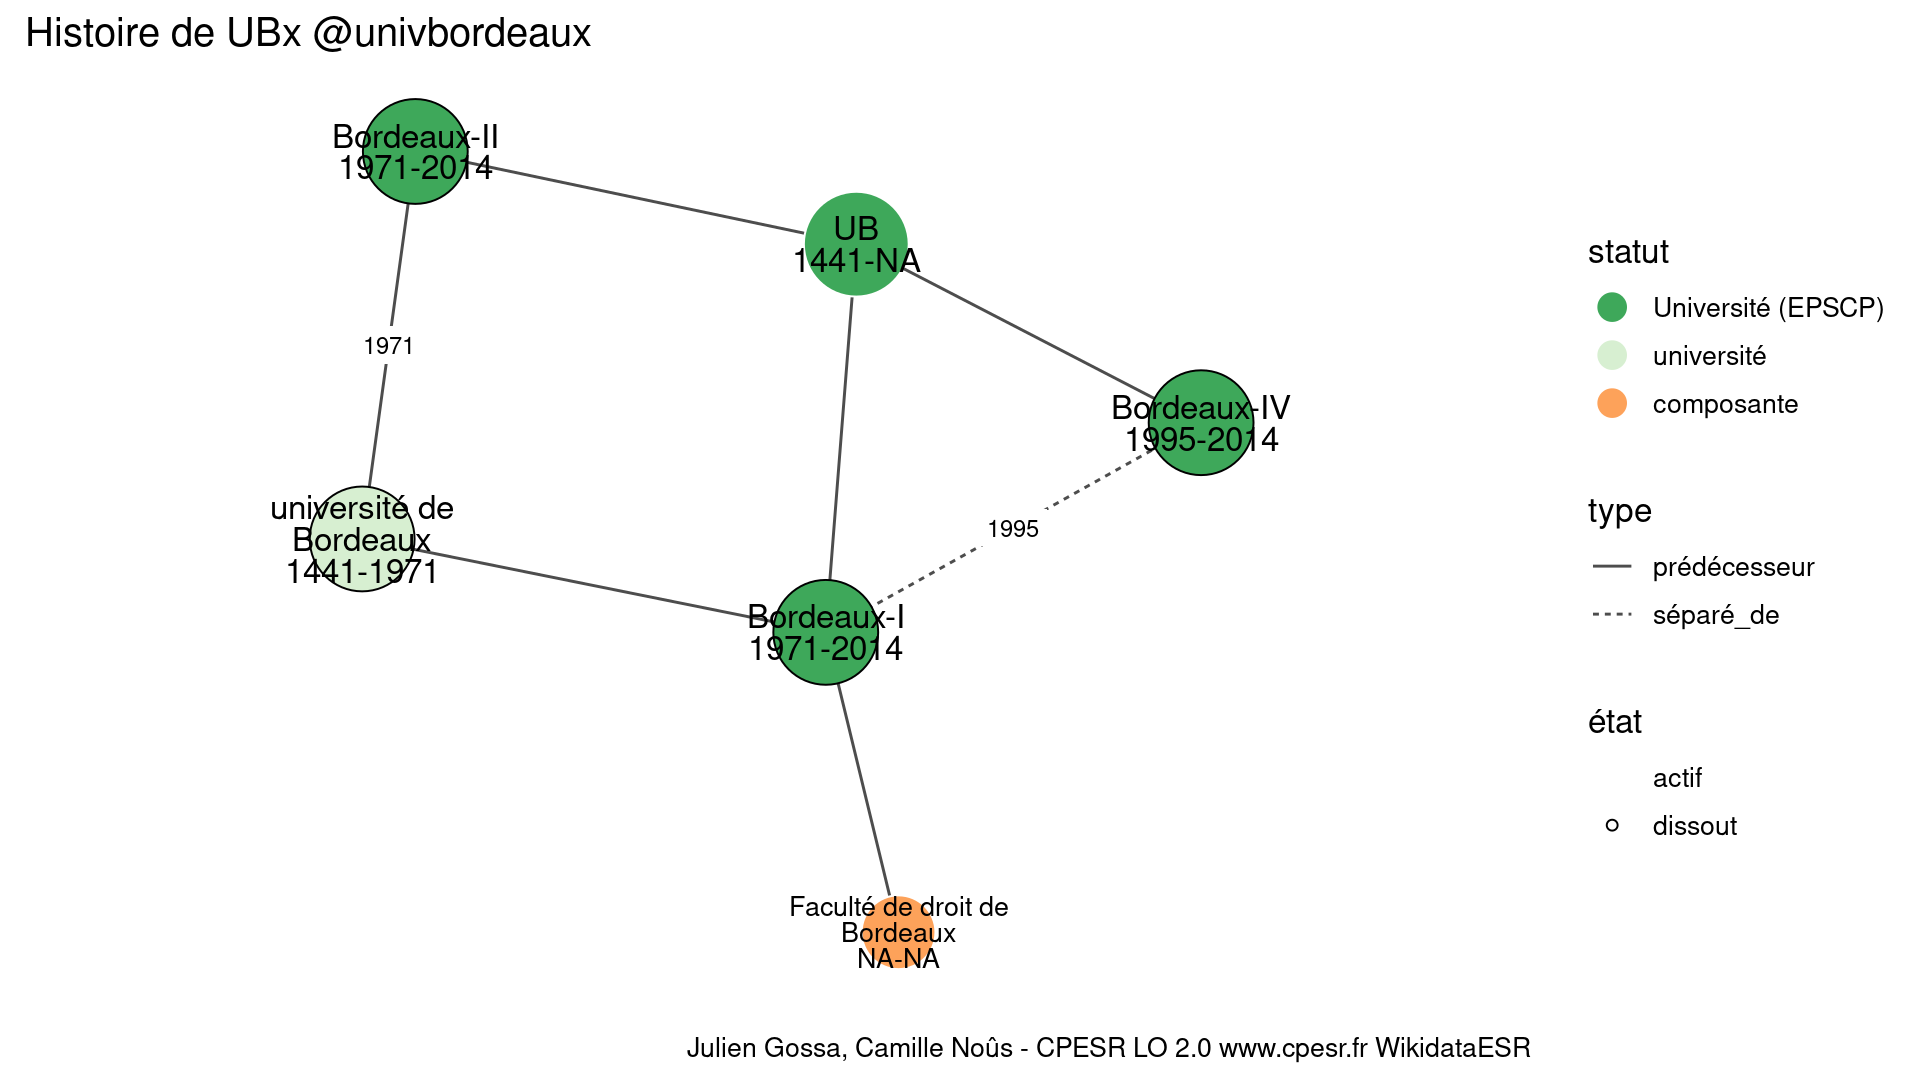 Histoire de UBx @univbordeaux
Bordeaux-II
1971-2014
UB
1441-NA
1971
Bordeaux-IV
1995-2014
université de
Bordeaux
1441-1971
1995
Bordeaux-I
1971-2014
Faculté de droit de
Bordeaux
NA-NA
statut
Université (EPSCP)
université
composante
type
prédécesseur
séparé_de
état
actif
dissout
Julien Gossa, Camille Noûs - CPESR LO 2.0 www.cpesr.fr WikidataESR